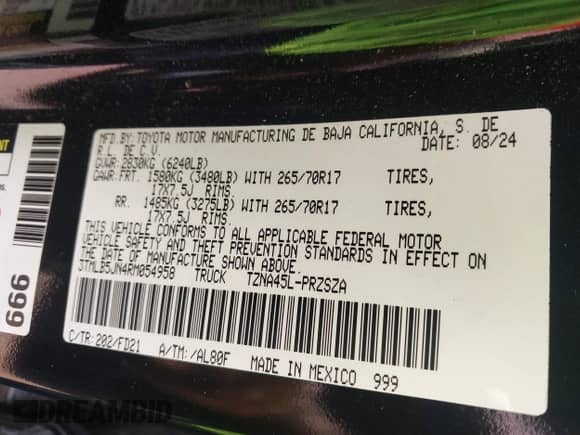 MFD.BY:TOYOTA MOTOR MANUFACTURING DE BAJA CALIFORNIA, S. DE
R.L. DE C.V. DATE: 08/24
GVWR:2830KG (6240LB)
GAWR:FRT. 1580KG (3480LB) WITH 265/70R17 TIRES,
17X7.5J RIMS.
RR. 1485KG (3275LB) WITH 265/70R17 TIRES,
17X7.5J RIMS.
THIS VEHICLE CONFORMS TO ALL APPLICABLE FEDERAL MOTOR
VEHICLE SAFETY AND THEFT PREVENTION STANDARDS IN EFFECT ON
THE DATE OF MANUFACTURE SHOWN ABOVE.
3TMLB5JN4RM054958 TRUCK TZNA45L-PRZSZA
C/TR:202/FD21 A/TM:/AL80F MADE IN MEXICO 999
999
DREAMBID